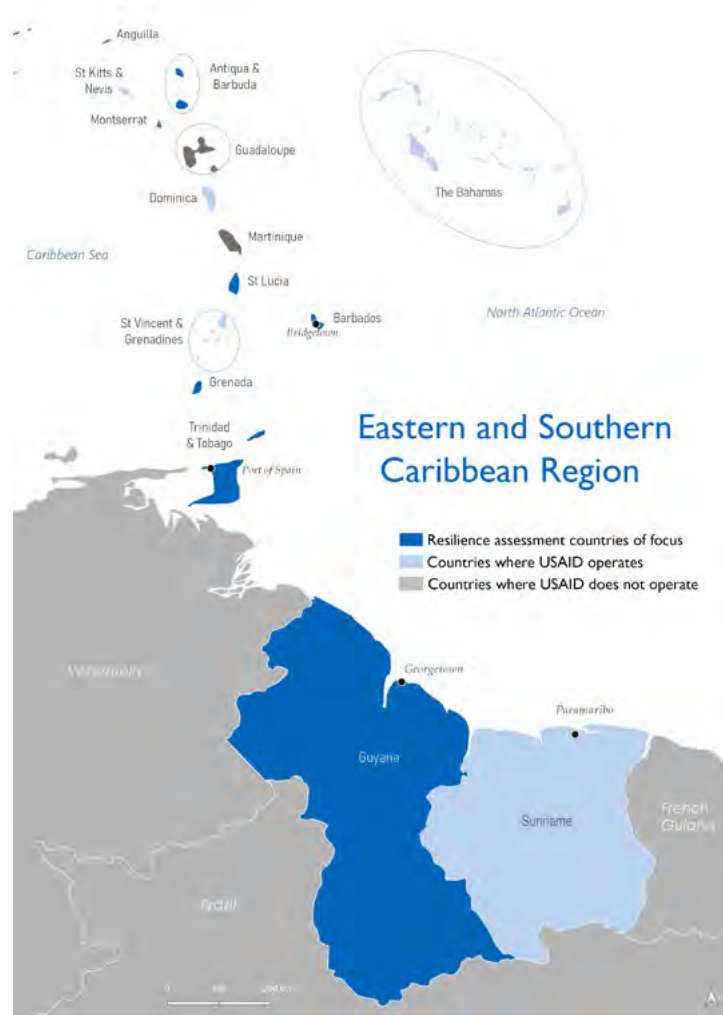 Anguilla
St Kitts &
Nevis
Antiqua &
Barbuda
Montserrat
Guadaloupe
The Bahamas
Dominica
Martinique
Caribbean Sea
St Lucia
St Vincent &
Grenadines
Barbados
Bridgetown
North Atlantic Ocean
Grenada
Trinidad
& Tobago
Port of Spain
Eastern and Southern
Caribbean Region
Resilience assessment countries of focus
Countries where USAID operates
Countries where USAID does not operate
Venezuela
Georgetown
Paramaribo
Guyana
Suriname
French
Guiana
Brazil
0